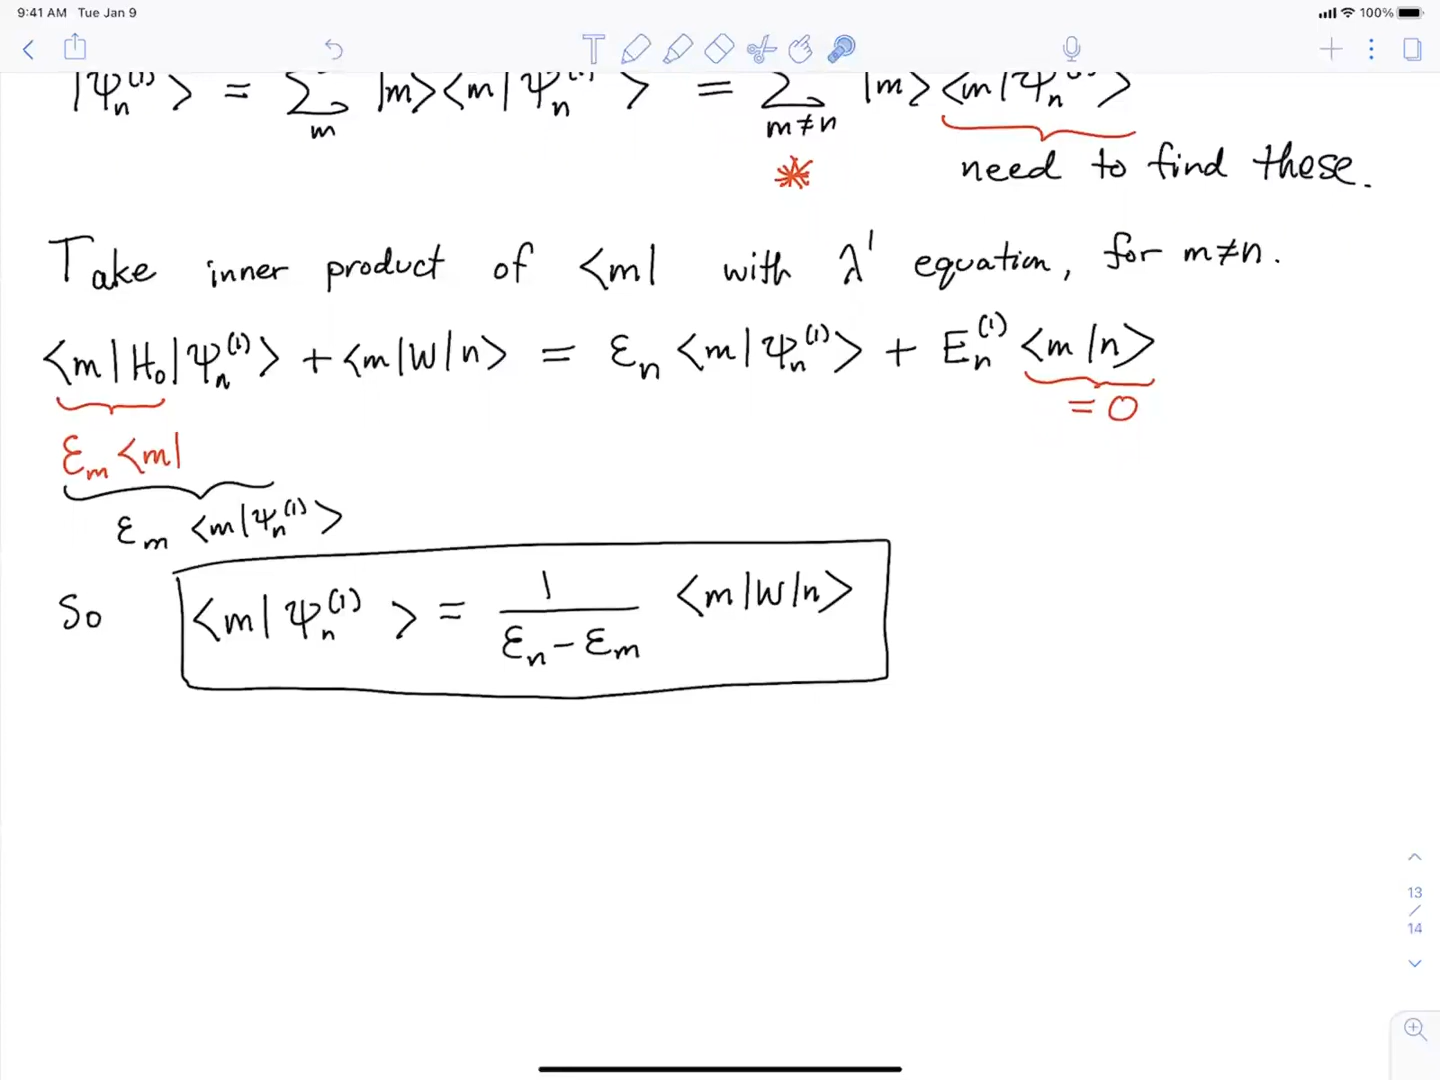 9:41 AM Tue Jan 9 100%
T
|Ψₙ⁽¹⁾> = Σₘ |m><m|Ψₙ⁽¹⁾> = Σ_{m≠n} |m><m|Ψₙ⁽¹⁾>
* need to find these.
Take inner product of <m| with λ¹ equation, for m≠n.
<m|H₀|Ψₙ⁽¹⁾> + <m|W|n> = εₙ <m|Ψₙ⁽¹⁾> + Eₙ⁽¹⁾ <m|n>
= 0
εₘ <m|
εₘ <m|Ψₙ⁽¹⁾>
So <m|Ψₙ⁽¹⁾> = 1/(εₙ − εₘ) <m|W|n>
13
/
14